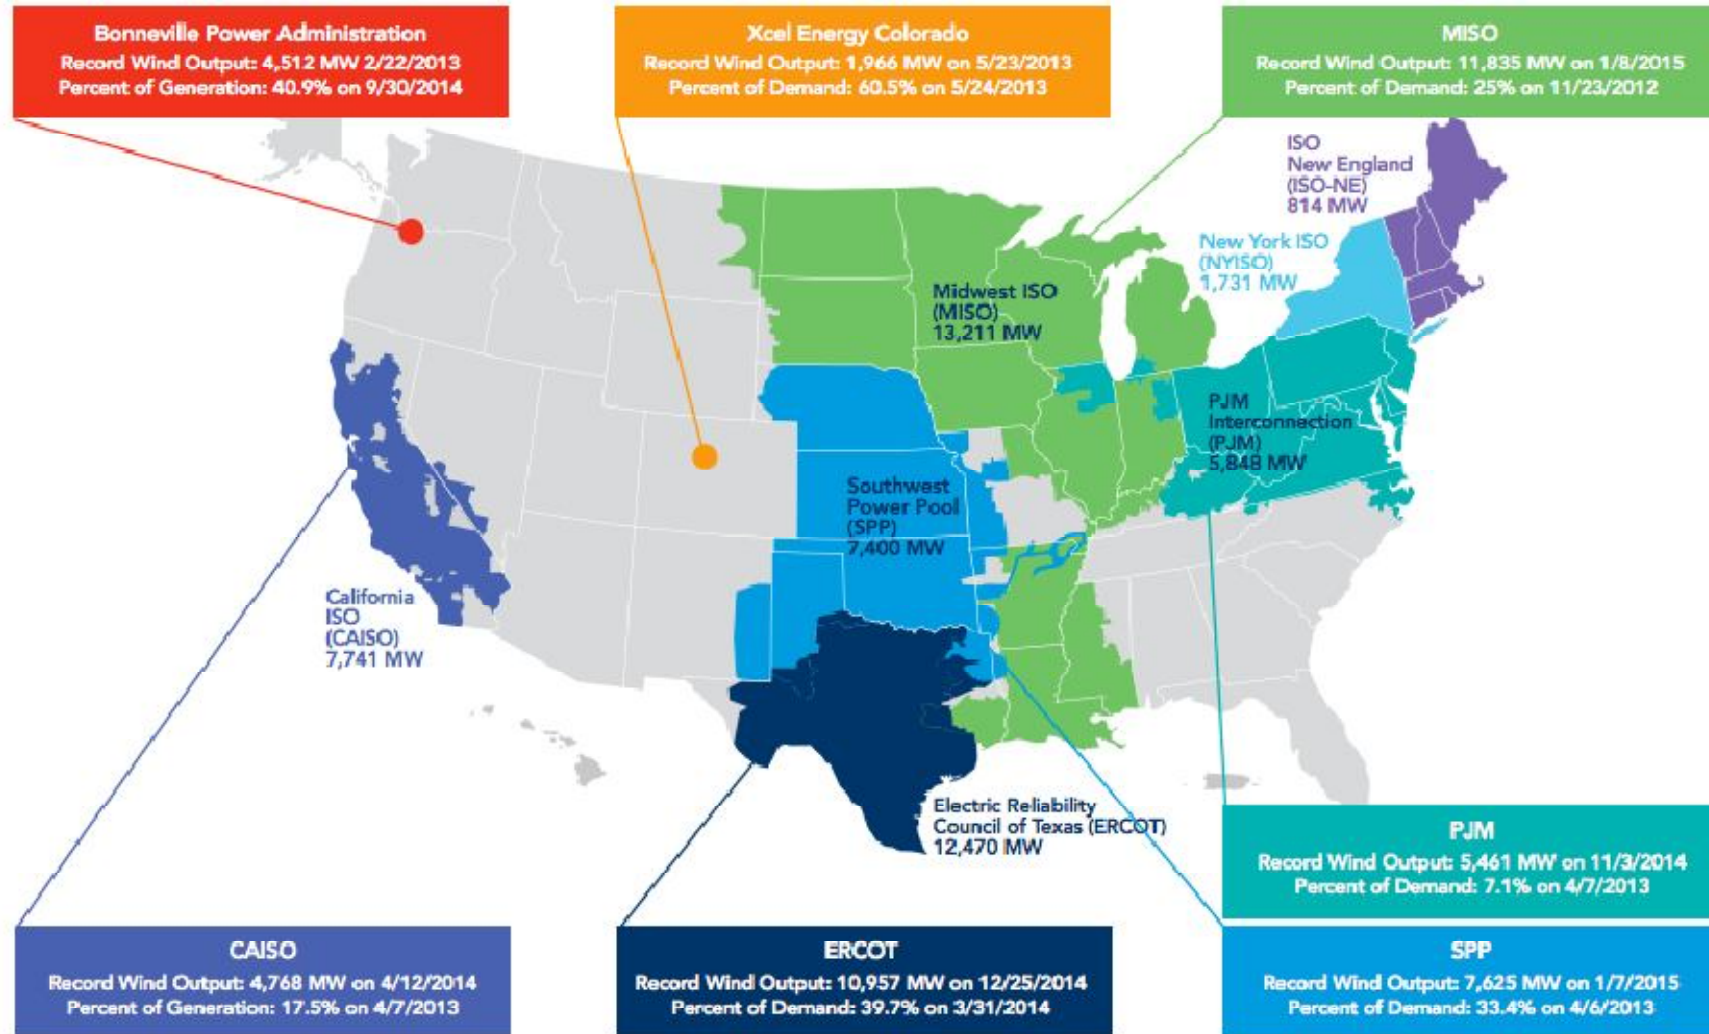 Bonneville Power Administration
Record Wind Output: 4,512 MW 2/22/2013
Percent of Generation: 40.9% on 9/30/2014
Xcel Energy Colorado
Record Wind Output: 1,966 MW on 5/23/2013
Percent of Demand: 60.5% on 5/24/2013
MISO
Record Wind Output: 11,835 MW on 1/8/2015
Percent of Demand: 25% on 11/23/2012
ISO
New England
(ISO-NE)
814 MW
New York ISO
(NYISO)
1,731 MW
Midwest ISO
(MISO)
13,211 MW
PJM
Interconnection
(PJM)
5,848 MW
Southwest
Power Pool
(SPP)
7,400 MW
California
ISO
(CAISO)
7,741 MW
Electric Reliability
Council of Texas (ERCOT)
12,470 MW
PJM
Record Wind Output: 5,461 MW on 11/3/2014
Percent of Demand: 7.1% on 4/7/2013
CAISO
Record Wind Output: 4,768 MW on 4/12/2014
Percent of Generation: 17.5% on 4/7/2013
ERCOT
Record Wind Output: 10,957 MW on 12/25/2014
Percent of Demand: 39.7% on 3/31/2014
SPP
Record Wind Output: 7,625 MW on 1/7/2015
Percent of Demand: 33.4% on 4/6/2013